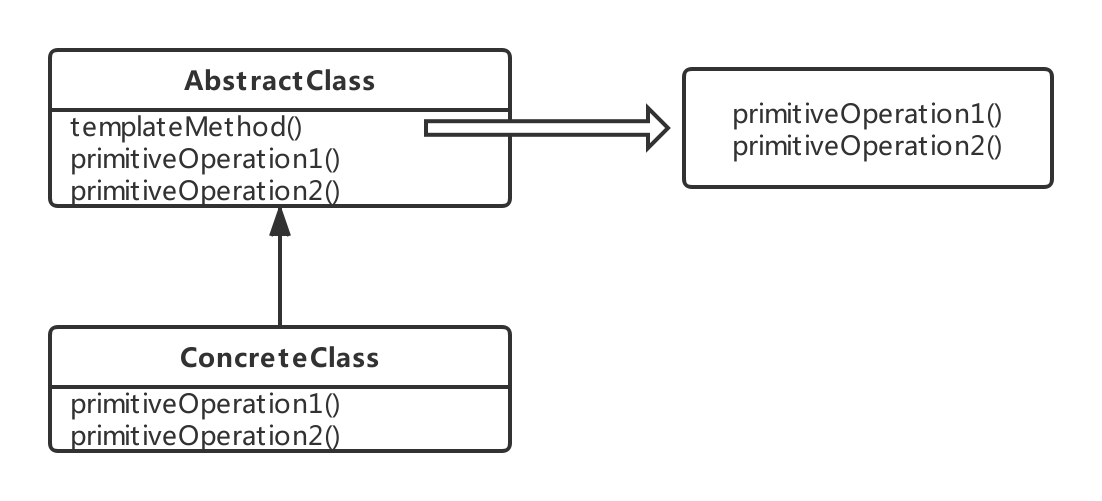 AbstractClass
templateMethod()
primitiveOperation1()
primitiveOperation2()
primitiveOperation1()
primitiveOperation2()
ConcreteClass
primitiveOperation1()
primitiveOperation2()